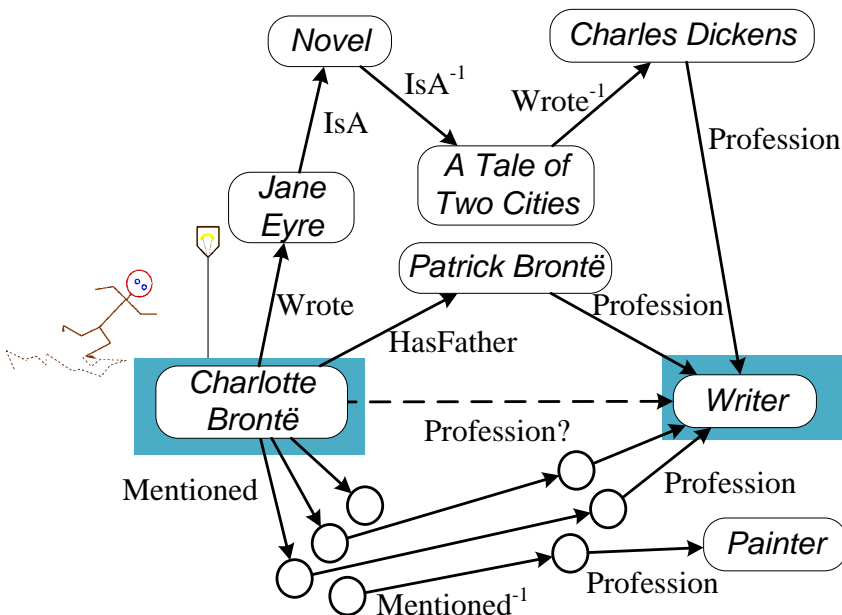 Novel
Charles Dickens
IsA⁻¹
Wrote⁻¹
IsA
Profession
A Tale of
Two Cities
Jane
Eyre
Patrick Brontë
Wrote
Profession
HasFather
Charlotte
Brontë
Writer
Profession?
Mentioned
Profession
Painter
Profession
Mentioned⁻¹